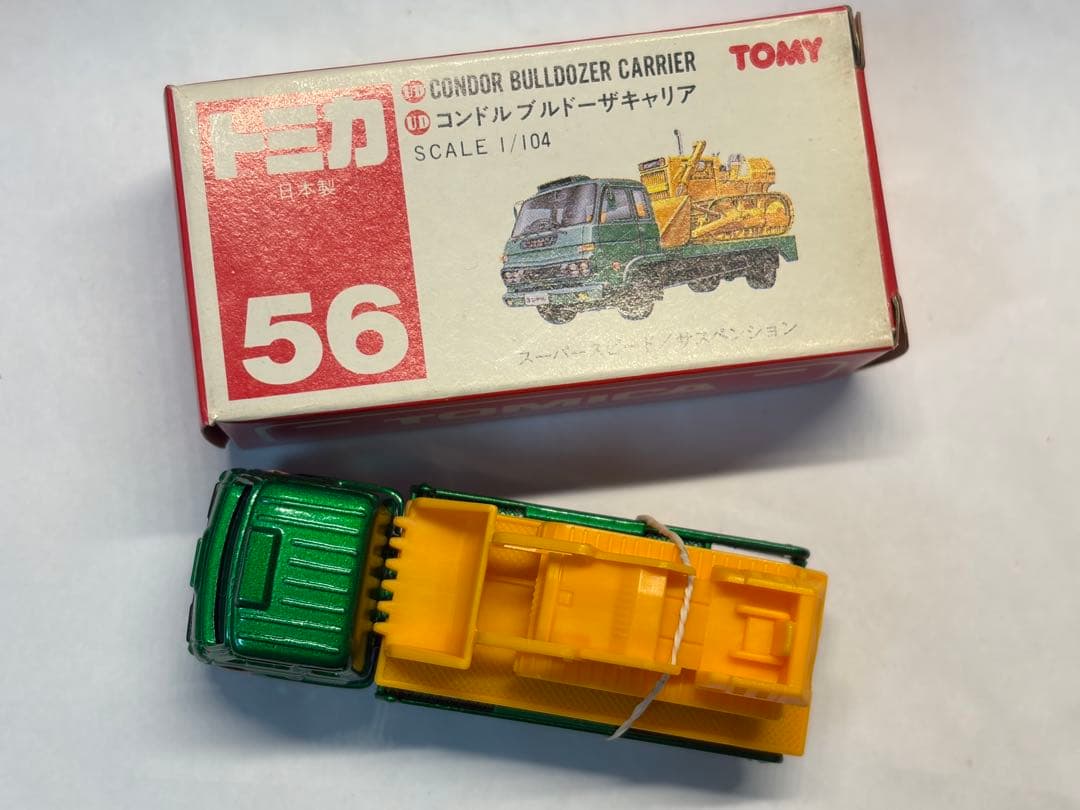 トミカ
日本製
56
UD CONDOR BULLDOZER CARRIER
UD コンドル ブルドーザキャリア
SCALE 1/104
TOMY
スーパースピード/サスペンション
TOMICA